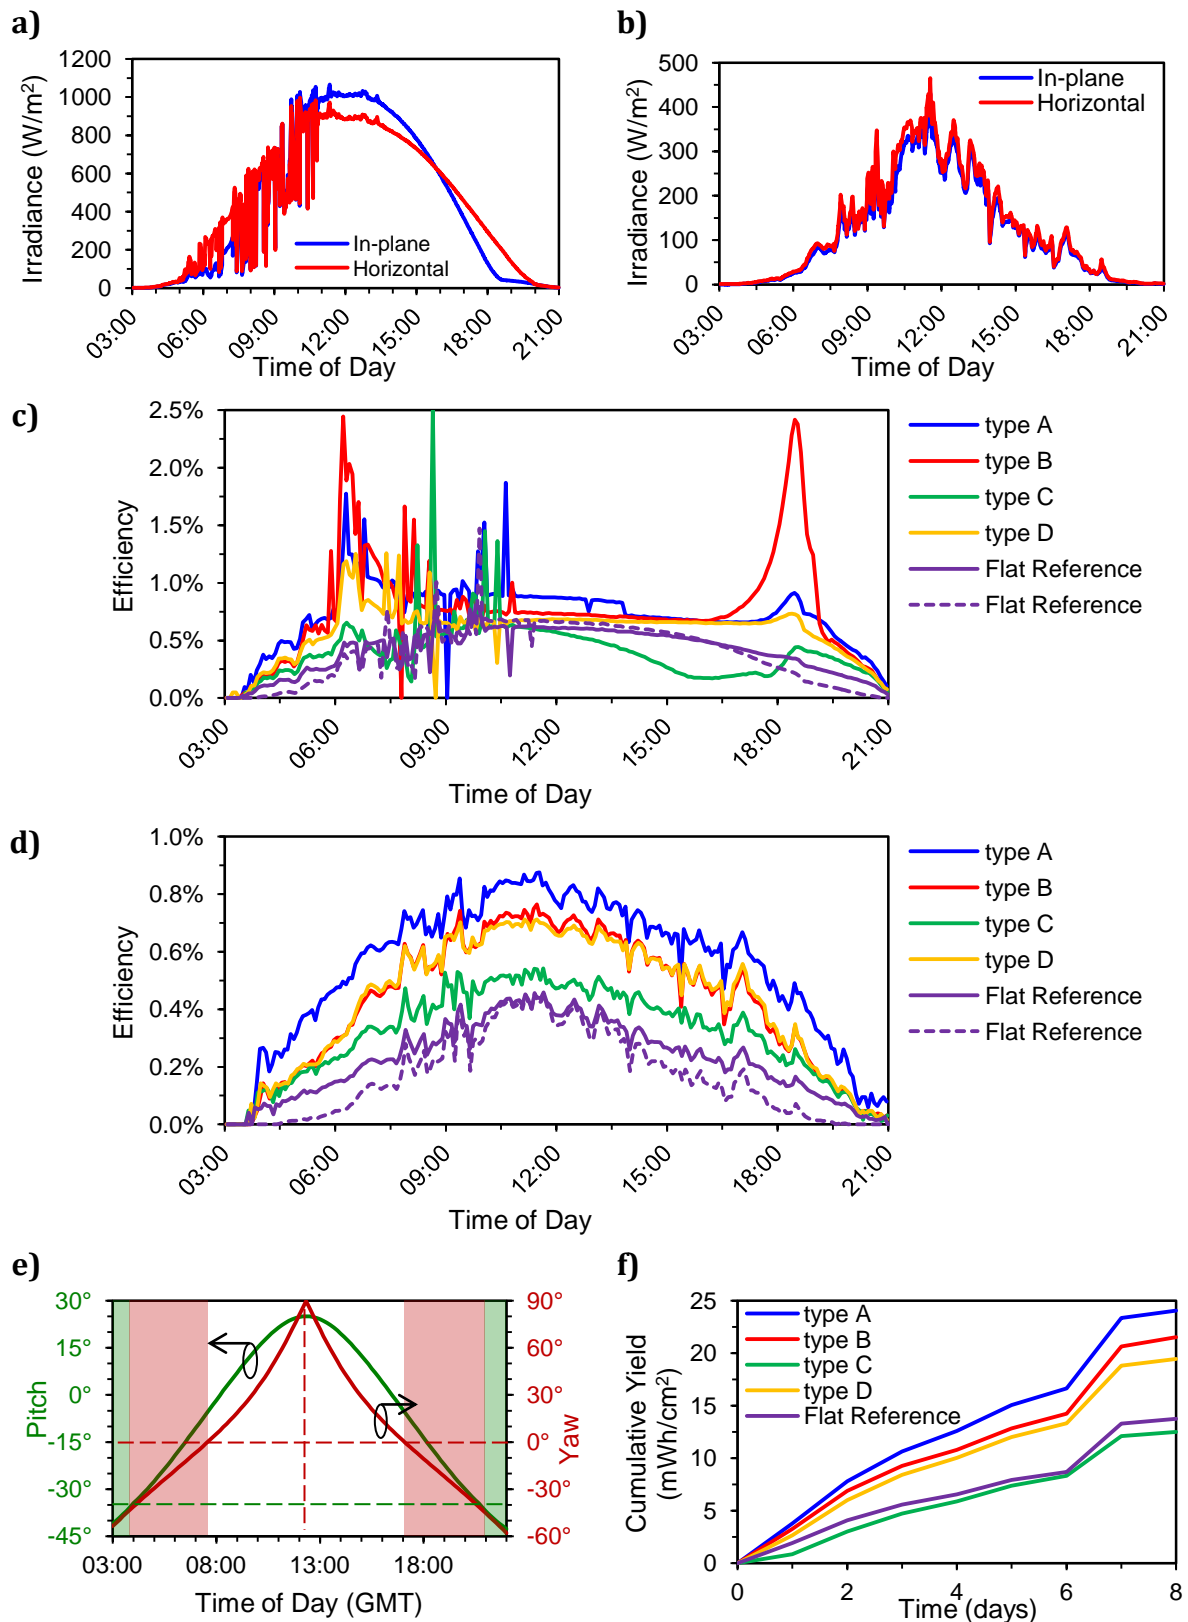 a)
1200
1000
800
600
400
200
0
Irradiance (W/m²)
In-plane
Horizontal
03:00
06:00
09:00
12:00
15:00
18:00
21:00
Time of Day
b)
500
400
300
200
100
0
Irradiance (W/m²)
In-plane
Horizontal
03:00
06:00
09:00
12:00
15:00
18:00
21:00
Time of Day
c)
2.5%
2.0%
1.5%
1.0%
0.5%
0.0%
Efficiency
type A
type B
type C
type D
Flat Reference
Flat Reference
03:00
06:00
09:00
12:00
15:00
18:00
21:00
Time of Day
d)
1.0%
0.8%
0.6%
0.4%
0.2%
0.0%
Efficiency
type A
type B
type C
type D
Flat Reference
Flat Reference
03:00
06:00
09:00
12:00
15:00
18:00
21:00
Time of Day
e)
30°
15°
0°
-15°
-30°
-45°
Pitch
90°
60°
30°
0°
-30°
-60°
Yaw
03:00
08:00
13:00
18:00
Time of Day (GMT)
f)
25
20
15
10
5
0
Cumulative Yield
(mWh/cm²)
type A
type B
type C
type D
Flat Reference
0
2
4
6
8
Time (days)